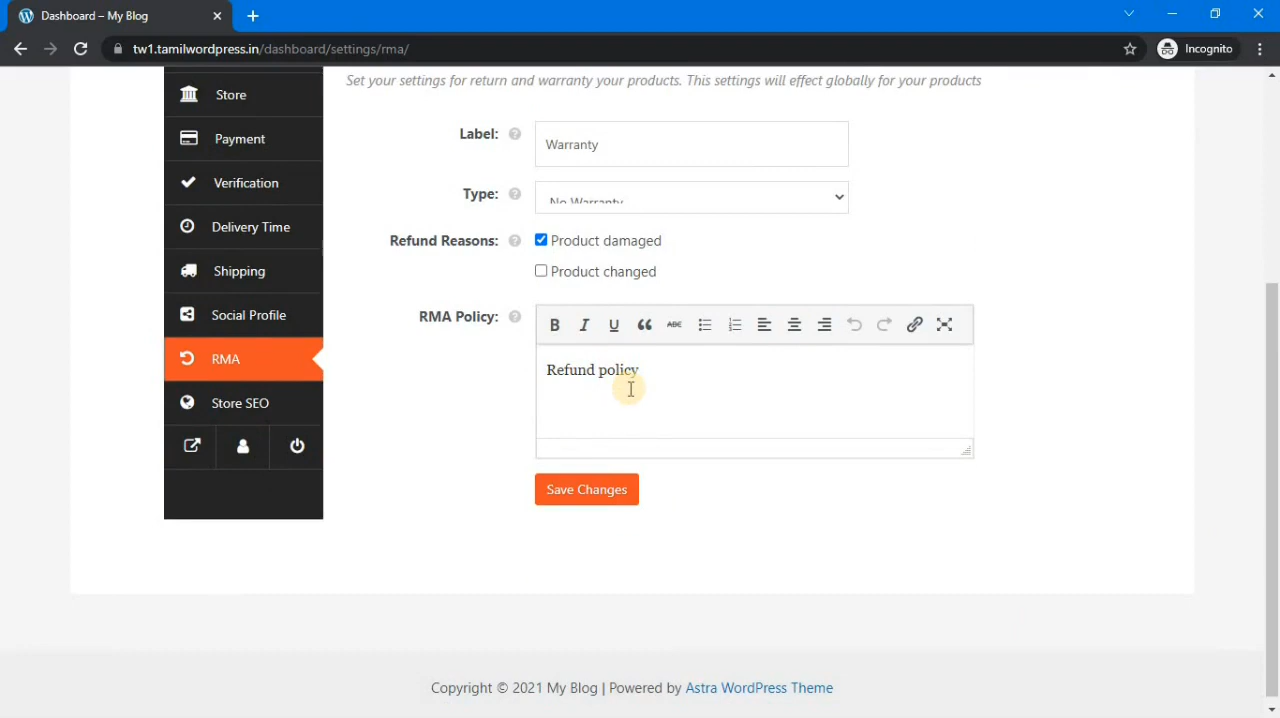 Dashboard – My Blog
tw1.tamilwordpress.in/dashboard/settings/rma/
Incognito
Store
Payment
Verification
Delivery Time
Shipping
Social Profile
RMA
Store SEO
Set your settings for return and warranty your products. This settings will effect globally for your products
Label:
Warranty
Type:
No Warranty
Refund Reasons:
Product damaged
Product changed
RMA Policy:
B I U ABC
Refund policy
Save Changes
Copyright © 2021 My Blog | Powered by Astra WordPress Theme